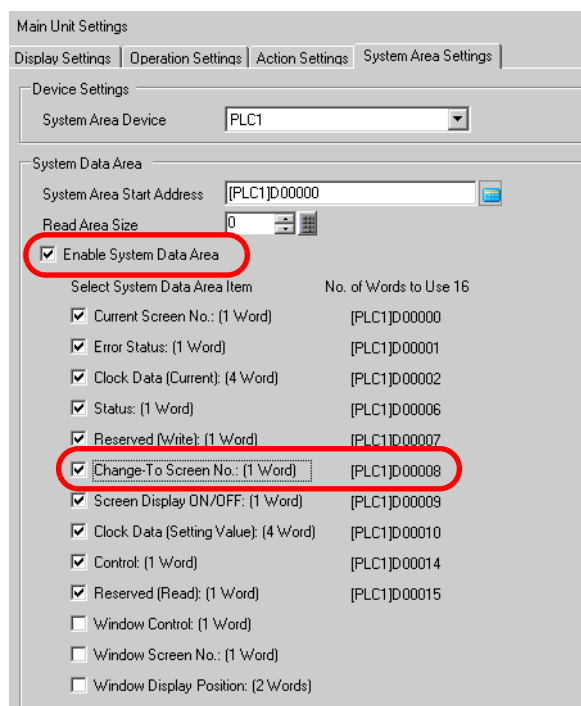 Main Unit Settings
Display Settings Operation Settings Action Settings System Area Settings
Device Settings
System Area Device PLC1
System Data Area
System Area Start Address [PLC1]D00000
Read Area Size 0
Enable System Data Area
Select System Data Area Item No. of Words to Use 16
Current Screen No.: (1 Word) [PLC1]D00000
Error Status: (1 Word) [PLC1]D00001
Clock Data (Current): (4 Word) [PLC1]D00002
Status: (1 Word) [PLC1]D00006
Reserved (Write): (1 Word) [PLC1]D00007
Change-To Screen No.: (1 Word) [PLC1]D00008
Screen Display ON/OFF: (1 Word) [PLC1]D00009
Clock Data (Setting Value): (4 Word) [PLC1]D00010
Control: (1 Word) [PLC1]D00014
Reserved (Read): (1 Word) [PLC1]D00015
Window Control: (1 Word)
Window Screen No.: (1 Word)
Window Display Position: (2 Words)